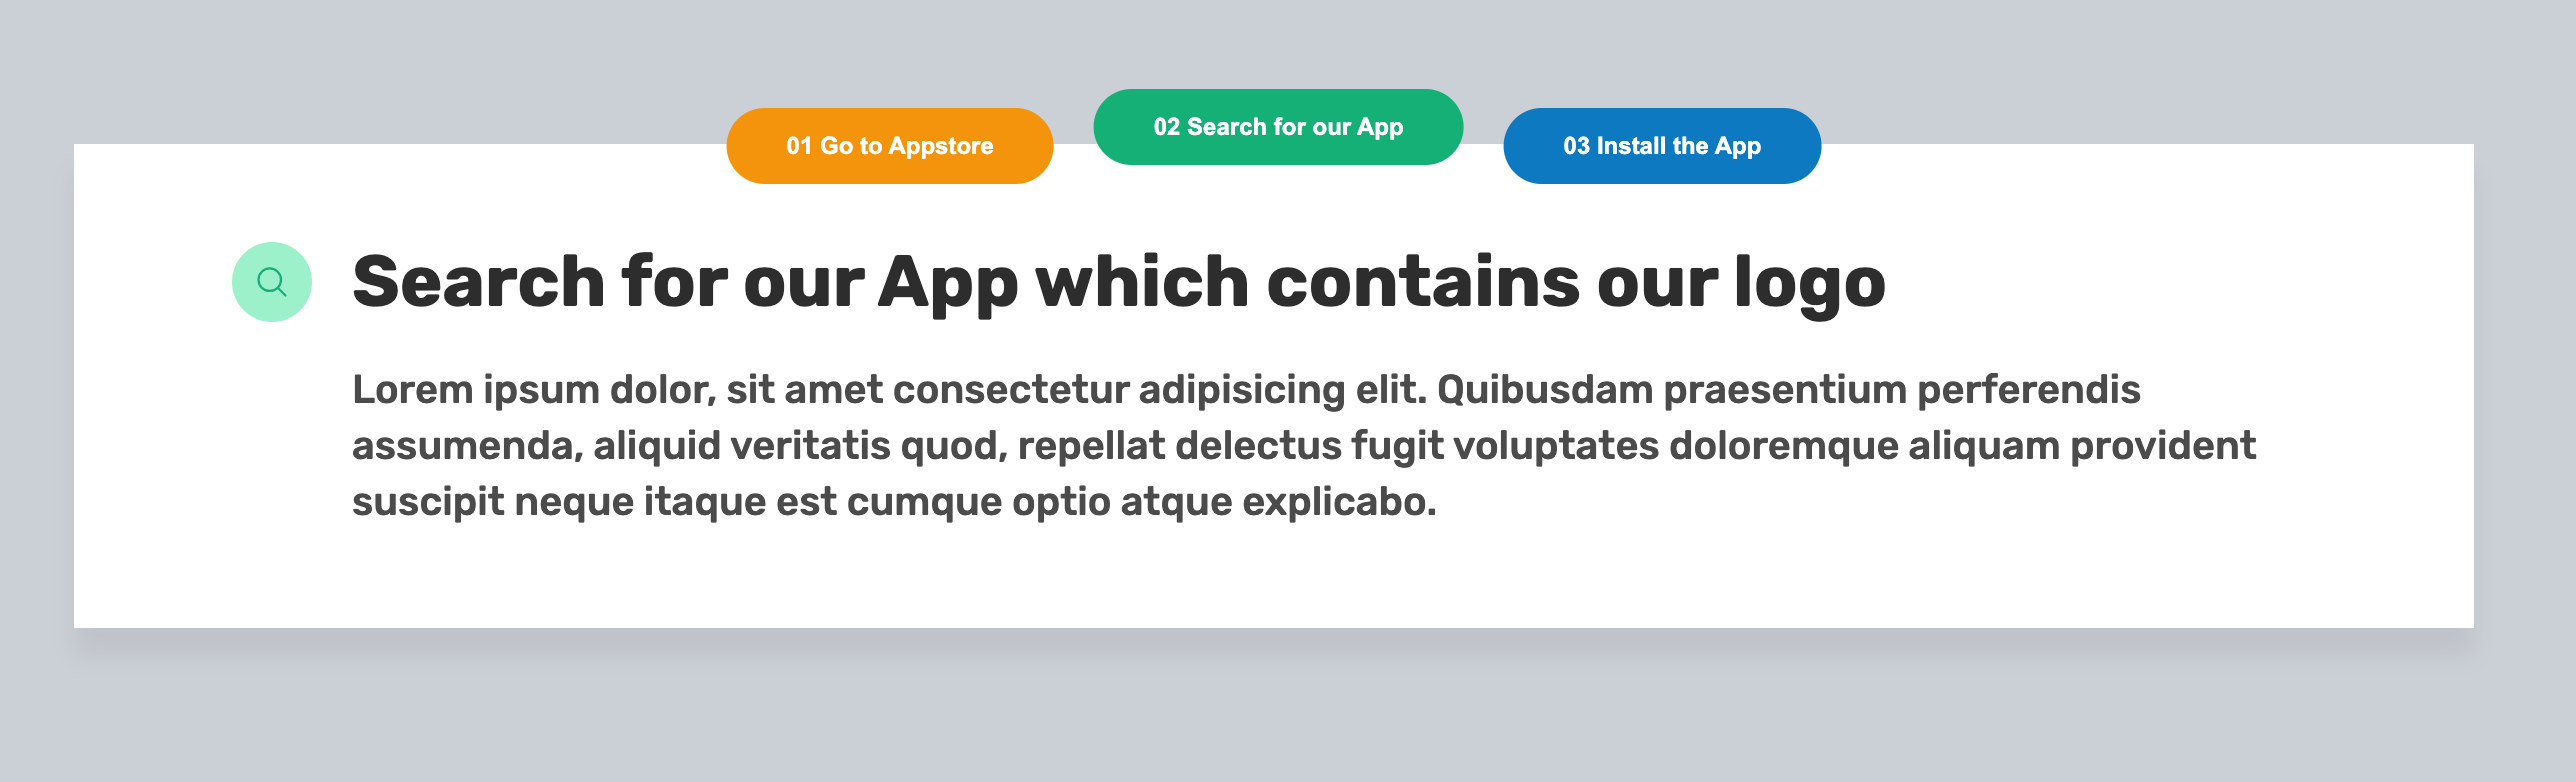 01 Go to Appstore
02 Search for our App
03 Install the App
Search for our App which contains our logo
Lorem ipsum dolor, sit amet consectetur adipisicing elit. Quibusdam praesentium perferendis
assumenda, aliquid veritatis quod, repellat delectus fugit voluptates doloremque aliquam provident
suscipit neque itaque est cumque optio atque explicabo.